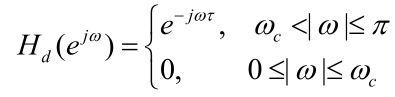 H_d(e^{jω}) = { e^{-jωτ},   ω_c <| ω |≤ π
0,   0 ≤| ω |≤ ω_c